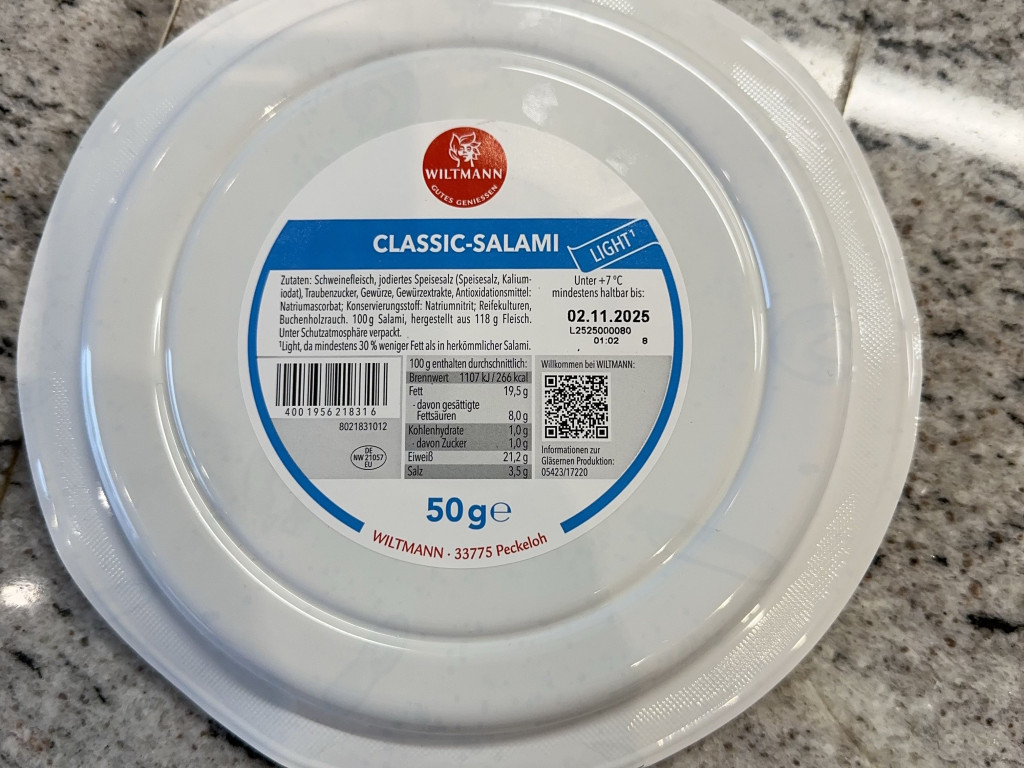 WILTMANN
GUTES GENIESSEN
CLASSIC-SALAMI
LIGHT¹
Zutaten: Schweinefleisch, jodiertes Speisesalz (Speisesalz, Kalium-
iodat), Traubenzucker, Gewürze, Gewürzextrakte, Antioxidationsmittel:
Natriumascorbat; Konservierungsstoff: Natriumnitrit; Reifekulturen,
Buchenholzrauch. 100 g Salami, hergestellt aus 118 g Fleisch.
Unter Schutzatmosphäre verpackt.
¹Light, da mindestens 30 % weniger Fett als in herkömmlicher Salami.
Unter +7 °C
mindestens haltbar bis:
02.11.2025
L2525000080
01:02 8
4 001956 218316
8021831012
DE
NW 21057
EU
100 g enthalten durchschnittlich:
Brennwert 1107 kJ / 266 kcal
Fett 19,5 g
- davon gesättigte
Fettsäuren 8,0 g
Kohlenhydrate 1,0 g
- davon Zucker 1,0 g
Eiweiß 21,2 g
Salz 3,5 g
Willkommen bei WILTMANN:
Informationen zur
Gläsernen Produktion:
05423/17220
50 g e
WILTMANN · 33775 Peckeloh